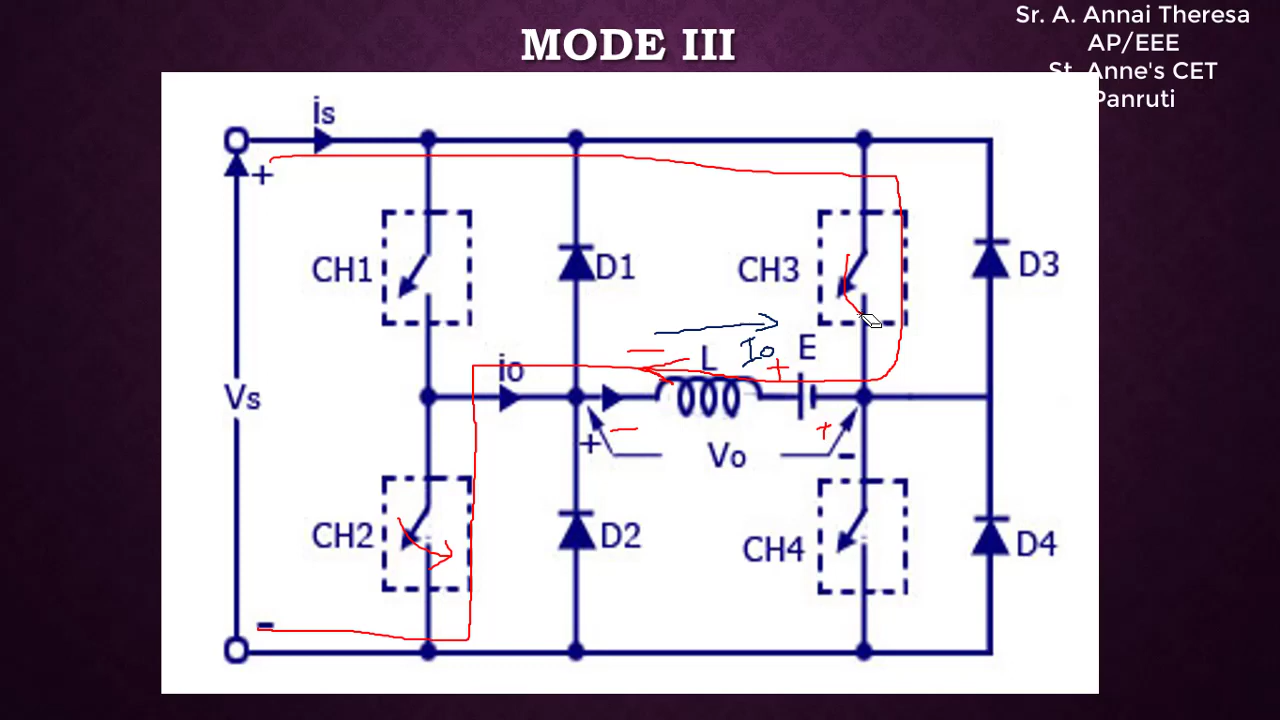 Sr. A. Annai Theresa
AP/EEE
St. Anne's CET
Panruti
MODE III
is
+
CH1
D1
CH3
D3
Io
L
E
io
+
Vs
+
-
+
Vo
-
CH2
D2
CH4
D4
-